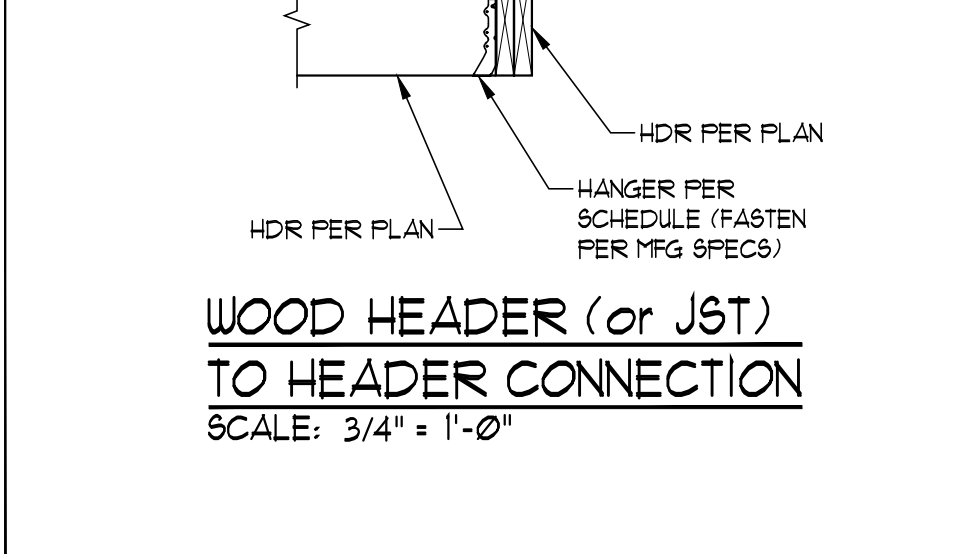 HDR PER PLAN
HANGER PER
SCHEDULE (FASTEN
PER MFG SPECS)
HDR PER PLAN
WOOD HEADER (or JST)
TO HEADER CONNECTION
SCALE: 3/4" = 1'-0"